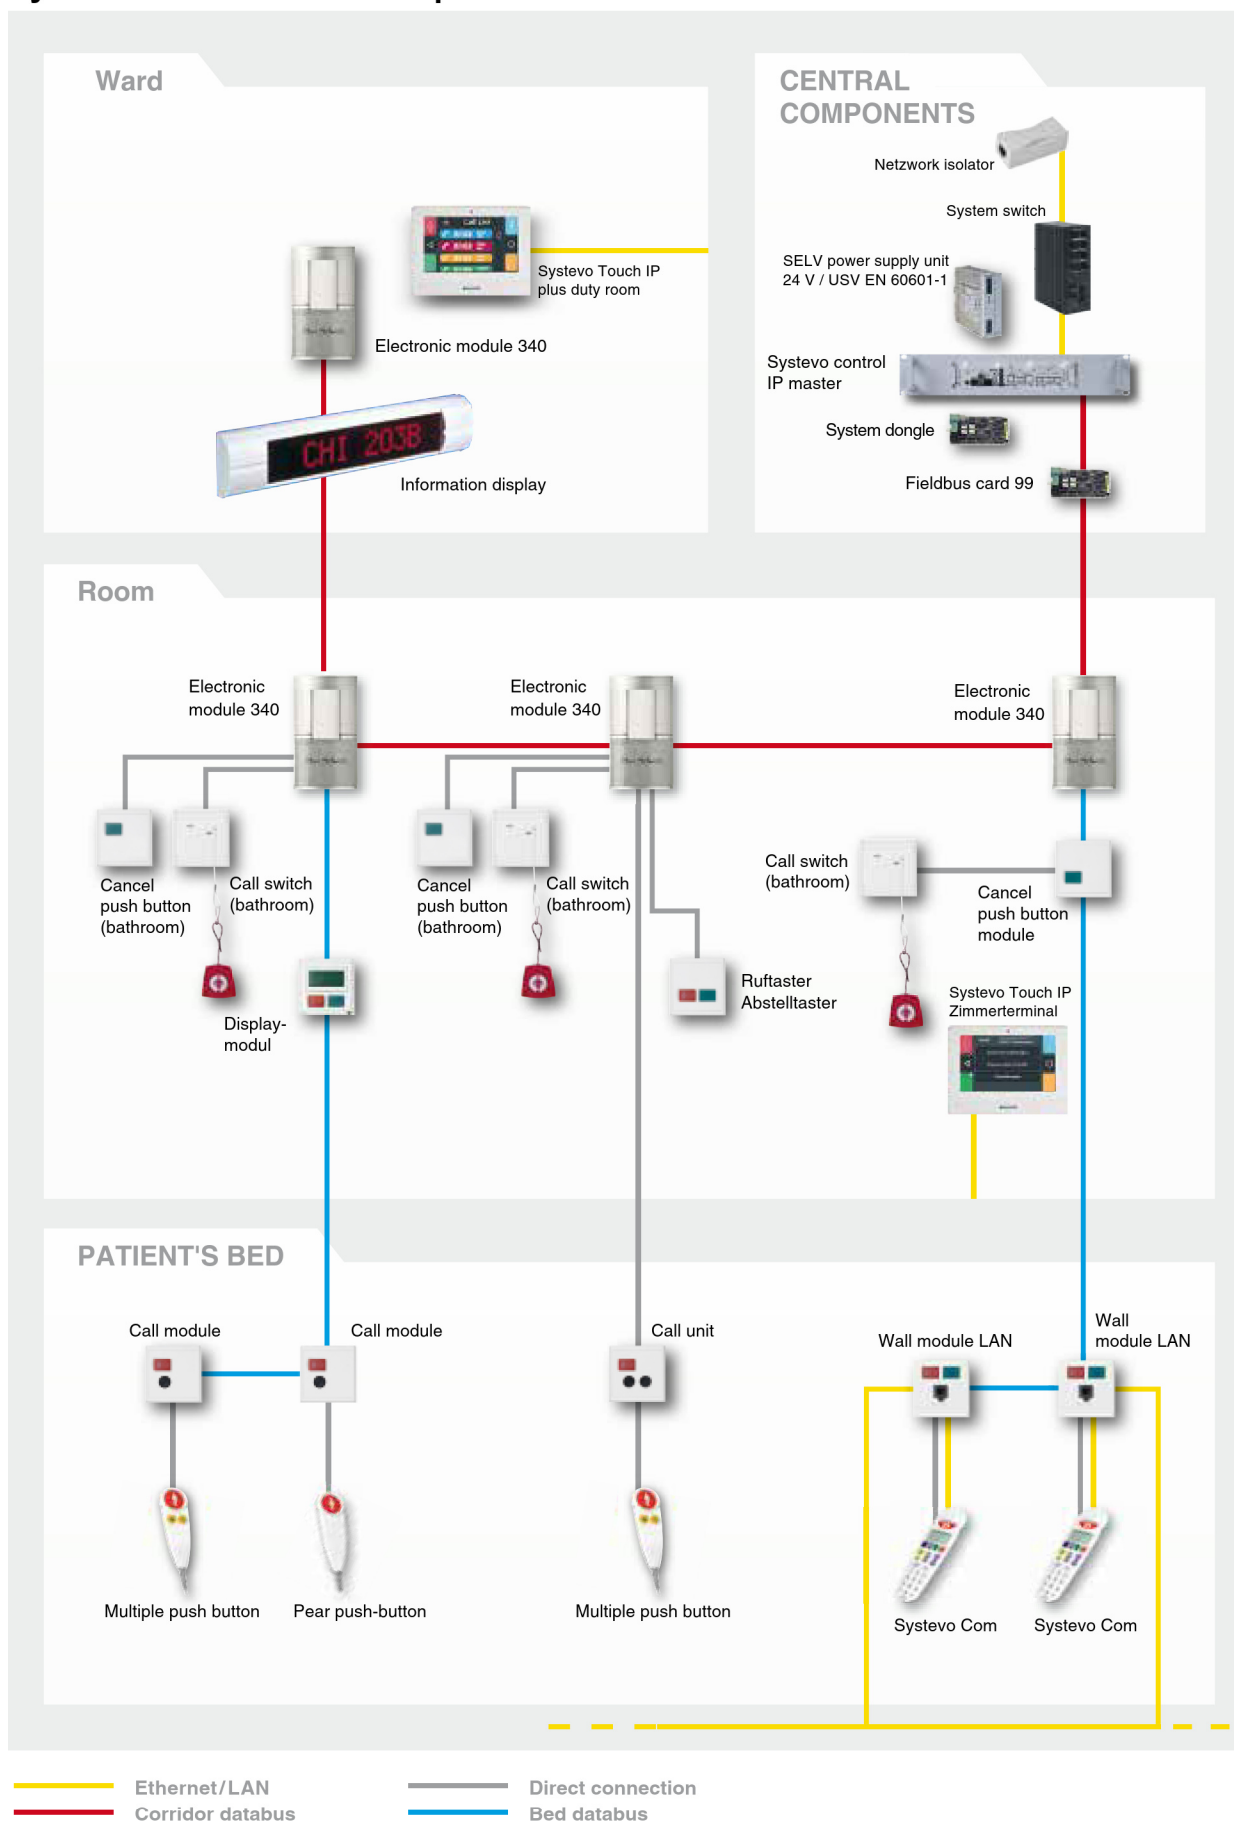 Ward
CENTRAL
COMPONENTS
Netzwork isolator
System switch
SELV power supply unit
24 V / USV EN 60601-1
Systevo Touch IP
plus duty room
Electronic module 340
Systevo control
IP master
CHI 203B
System dongle
Information display
Fieldbus card 99
Room
Electronic
module 340
Electronic
module 340
Electronic
module 340
Cancel
push button
(bathroom)
Call switch
(bathroom)
Cancel
push button
(bathroom)
Call switch
(bathroom)
Call switch
(bathroom)
Cancel
push button
module
Ruftaster
Abstelltaster
Systevo Touch IP
Zimmerterminal
Display-
modul
PATIENT'S BED
Call module
Call module
Call unit
Wall module LAN
Wall
module LAN
Multiple push button
Pear push-button
Multiple push button
Systevo Com
Systevo Com
Ethernet/LAN
Direct connection
Corridor databus
Bed databus